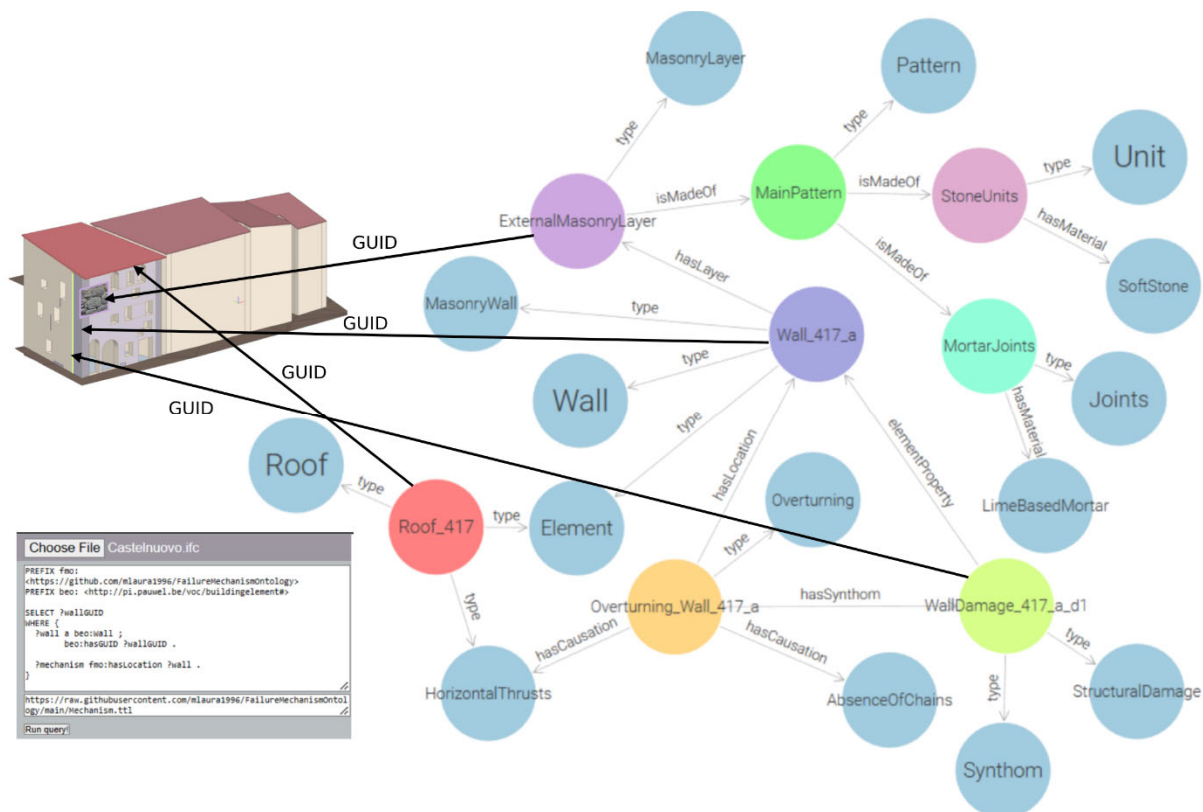 MasonryLayer
Pattern
type
type
Unit
type
MainPattern
isMadeOf
StoneUnits
isMadeOf
ExternalMasonryLayer
hasMaterial
GUID
isMadeOf
hasLayer
SoftStone
MasonryWall
type
GUID
Wall_417_a
MortarJoints
type
type
GUID
Wall
Joints
GUID
type
hasMaterial
elementProperty
Roof
hasLocation
Overturning
type
LimeBasedMortar
Roof_417
type
Element
type
Choose File Castelnuovo.ifc
PREFIX fmo:
<https://github.com/mlaura1996/FailureMechanismOntology>
PREFIX beo: <http://pi.pauwel.be/voc/buildingelement#>
SELECT ?wallGUID
WHERE {
?wall a beo:Wall ;
beo:hasGUID ?wallGUID .
?mechanism fmo:hasLocation ?wall .
}
https://raw.githubusercontent.com/mlaura1996/FailureMechanismOntol
ogy/main/Mechanism.ttl
Run query!
type
Overturning_Wall_417_a
hasSynthom
WallDamage_417_a_d1
hasCausation
hasCausation
type
HorizontalThrusts
AbsenceOfChains
type
StructuralDamage
Synthom